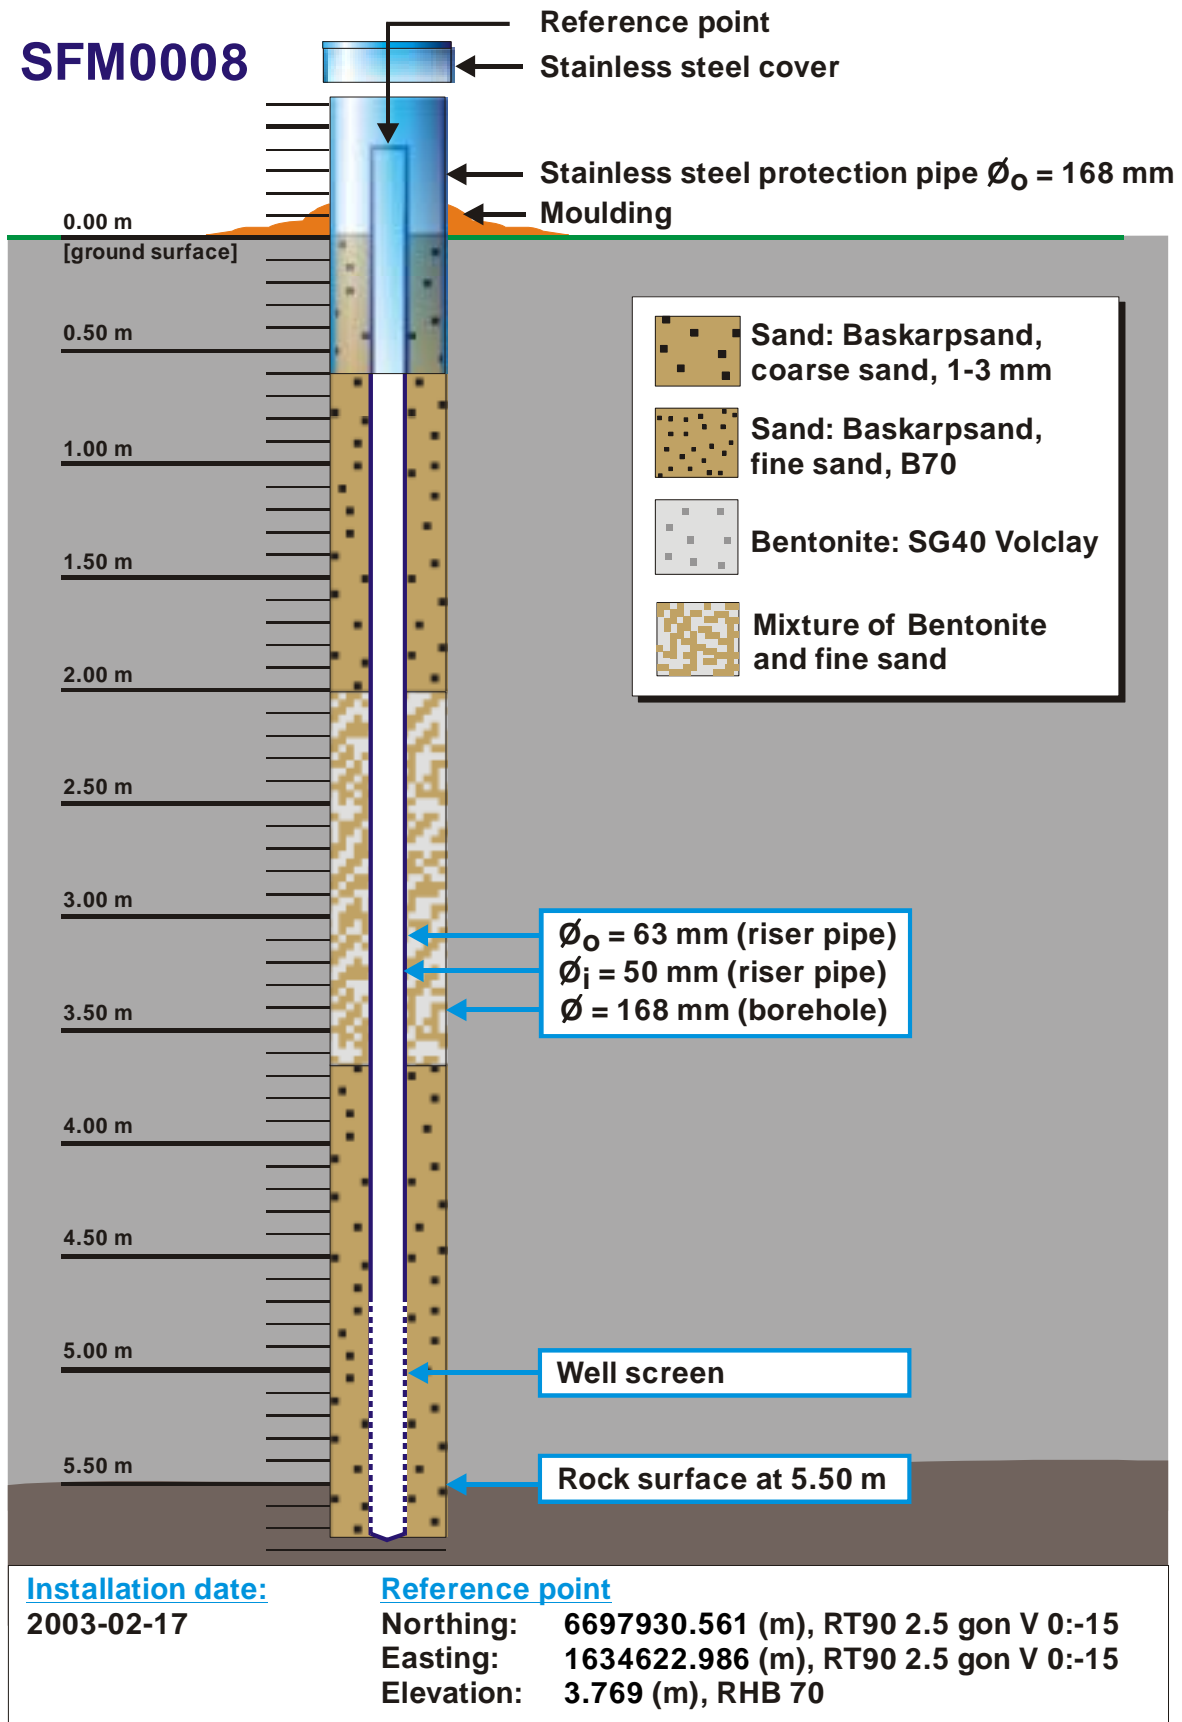 SFM0008
Reference point
Stainless steel cover
Stainless steel protection pipe Øo = 168 mm
Moulding
0.00 m
[ground surface]
0.50 m
1.00 m
1.50 m
2.00 m
2.50 m
3.00 m
3.50 m
4.00 m
4.50 m
5.00 m
5.50 m
Sand: Baskarpsand,
coarse sand, 1-3 mm
Sand: Baskarpsand,
fine sand, B70
Bentonite: SG40 Volclay
Mixture of Bentonite
and fine sand
Øo = 63 mm (riser pipe)
Øi = 50 mm (riser pipe)
Ø = 168 mm (borehole)
Well screen
Rock surface at 5.50 m
Installation date:
2003-02-17
Reference point
Northing: 6697930.561 (m), RT90 2.5 gon V 0:-15
Easting: 1634622.986 (m), RT90 2.5 gon V 0:-15
Elevation: 3.769 (m), RHB 70